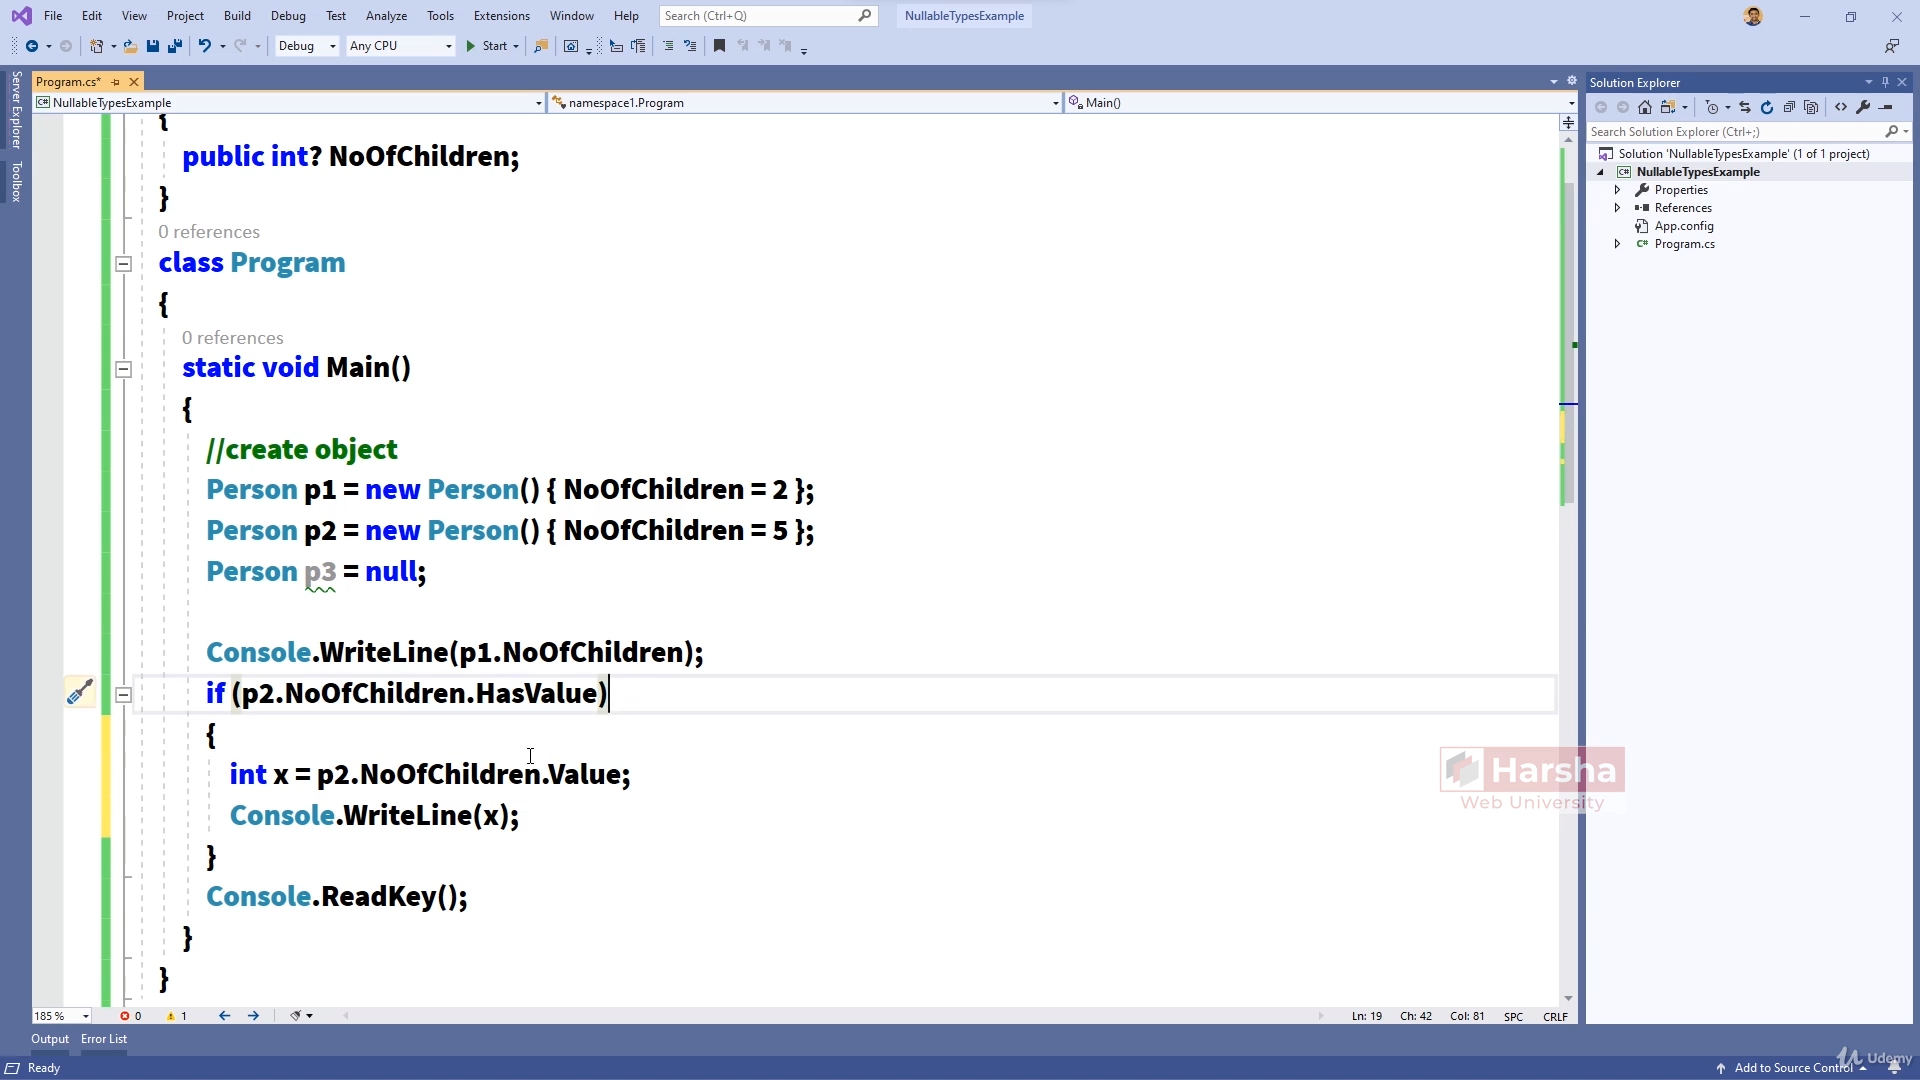 File Edit View Project Build Debug Test Analyze Tools Extensions Window Help Search (Ctrl+Q) NullableTypesExample
Debug Any CPU Start
Server Explorer
Toolbox
Program.cs*
NullableTypesExample namespace1.Program Main()
{
public int? NoOfChildren;
}
0 references
class Program
{
0 references
static void Main()
{
//create object
Person p1 = new Person() { NoOfChildren = 2 };
Person p2 = new Person() { NoOfChildren = 5 };
Person p3 = null;
Console.WriteLine(p1.NoOfChildren);
if (p2.NoOfChildren.HasValue)
{
int x = p2.NoOfChildren.Value;
Console.WriteLine(x);
}
Console.ReadKey();
}
}
185 % 0 1 Ln: 19 Ch: 42 Col: 81 SPC CRLF
Solution Explorer
Search Solution Explorer (Ctrl+;)
Solution 'NullableTypesExample' (1 of 1 project)
C# NullableTypesExample
Properties
References
App.config
C# Program.cs
Harsha
Web University
Output Error List
Ready Add to Source Control
Udemy